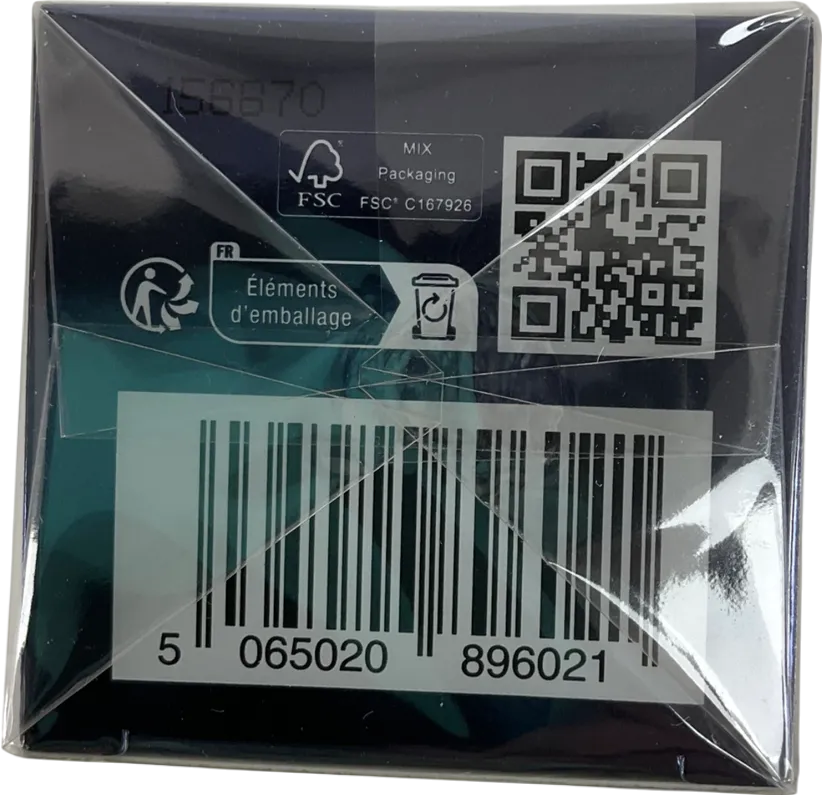 156670
MIX
Packaging
FSC
FSC® C167926
FR
Éléments
d'emballage
5 065020 896021